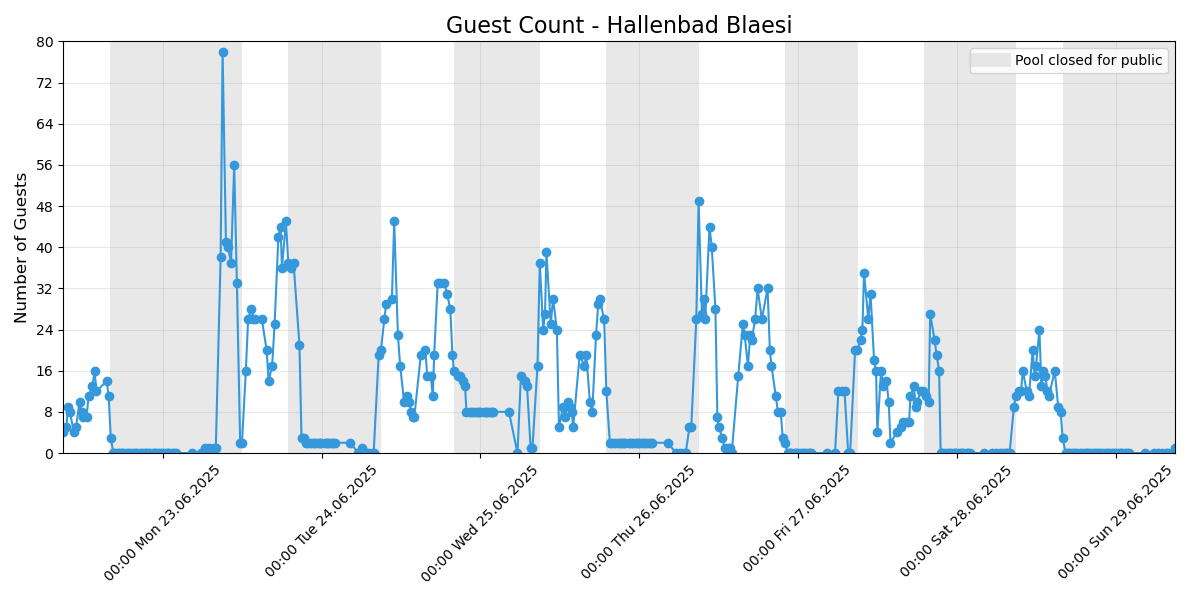 Guest Count - Hallenbad Blaesi
Pool closed for public
Number of Guests
80
72
64
56
48
40
32
24
16
8
0
00:00 Mon 23.06.2025
00:00 Tue 24.06.2025
00:00 Wed 25.06.2025
00:00 Thu 26.06.2025
00:00 Fri 27.06.2025
00:00 Sat 28.06.2025
00:00 Sun 29.06.2025